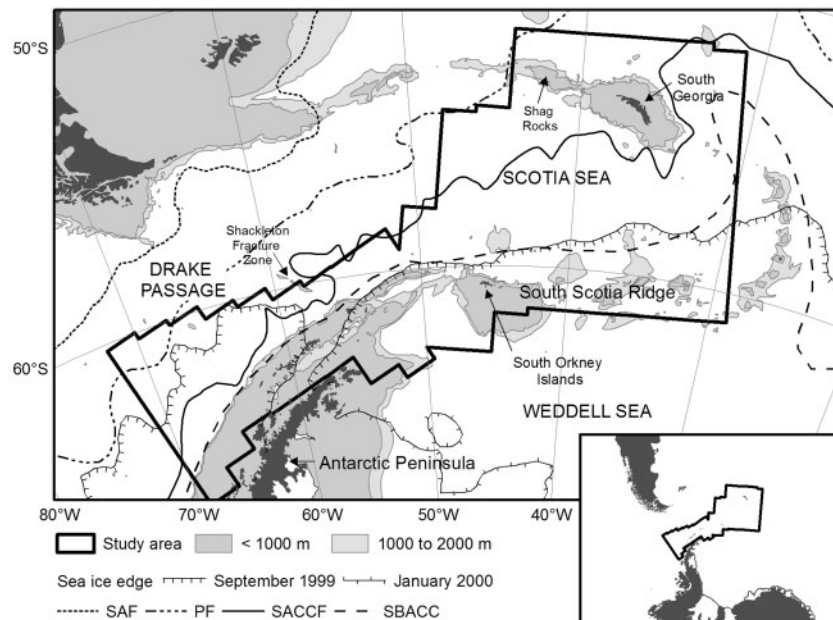 50°S
South
Georgia
Shag
Rocks
SCOTIA SEA
Shackleton
Fracture
Zone
DRAKE
PASSAGE
South Scotia Ridge
60°S
South Orkney
Islands
WEDDELL SEA
Antarctic Peninsula
80°W 70°W 60°W 50°W 40°W
Study area < 1000 m 1000 to 2000 m
Sea ice edge September 1999 January 2000
SAF PF SACCF SBACC